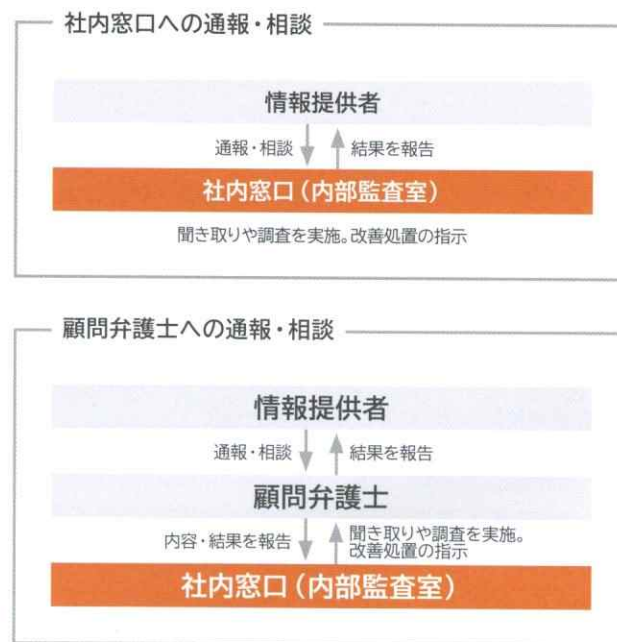 社内窓口への通報・相談
情報提供者
通報・相談
結果を報告
社内窓口（内部監査室）
聞き取りや調査を実施。改善処置の指示
顧問弁護士への通報・相談
情報提供者
通報・相談
結果を報告
顧問弁護士
内容・結果を報告
聞き取りや調査を実施。
改善処置の指示
社内窓口（内部監査室）